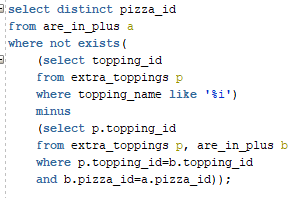 select distinct pizza_id
from are_in_plus a
where not exists(
(select topping_id
from extra_toppings p
where topping_name like '%i')
minus
(select p.topping_id
from extra_toppings p, are_in_plus b
where p.topping_id=b.topping_id
and b.pizza_id=a.pizza_id));